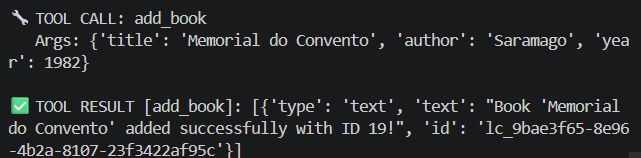 🔧 TOOL CALL: add_book
Args: {'title': 'Memorial do Convento', 'author': 'Saramago', 'yea
r': 1982}
✅ TOOL RESULT [add_book]: [{'type': 'text', 'text': "Book 'Memorial
do Convento' added successfully with ID 19!", 'id': 'lc_9bae3f65-8e96
-4b2a-8107-23f3422af95c'}]